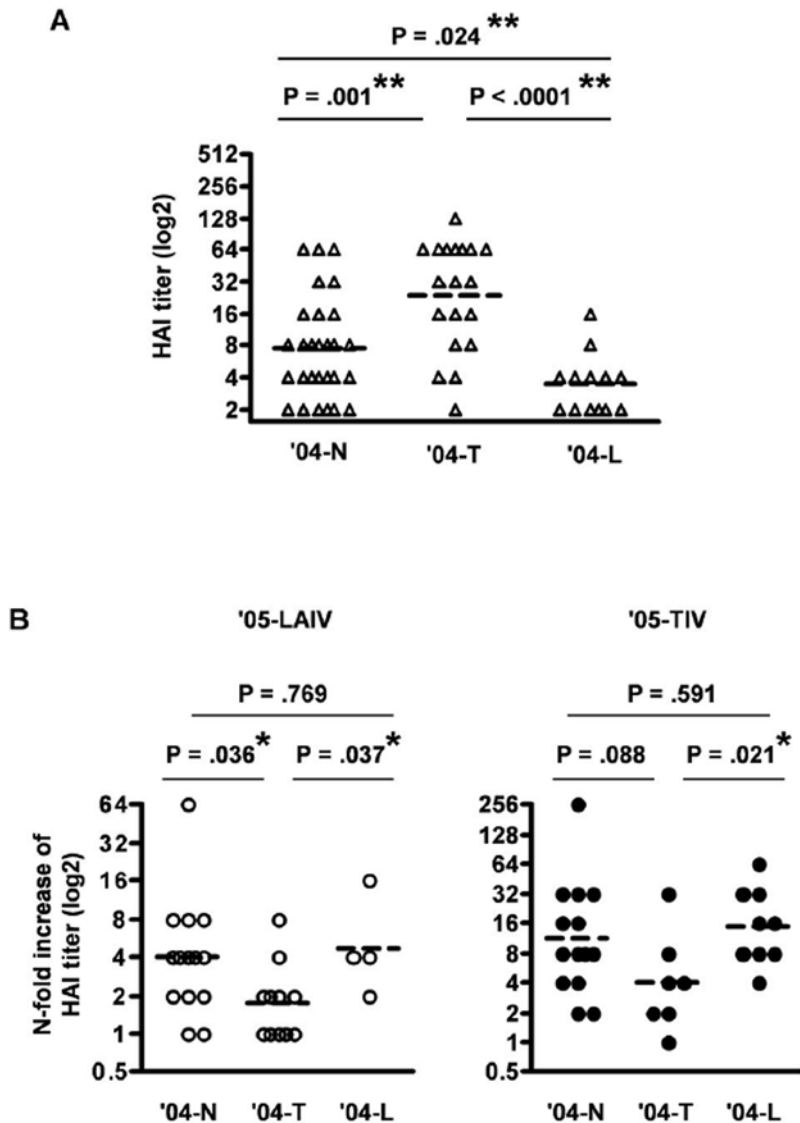 A
P = .024**
P = .001** P < .0001**
HAI titer (log2)
512
256
128
64
32
16
8
4
2
'04-N '04-T '04-L
B
'05-LAIV '05-TIV
P = .769 P = .591
P = .036* P = .037* P = .088 P = .021*
N-fold increase of
HAI titer (log2)
64
32
16
8
4
2
1
0.5
'04-N '04-T '04-L
256
128
64
32
16
8
4
2
1
0.5
'04-N '04-T '04-L